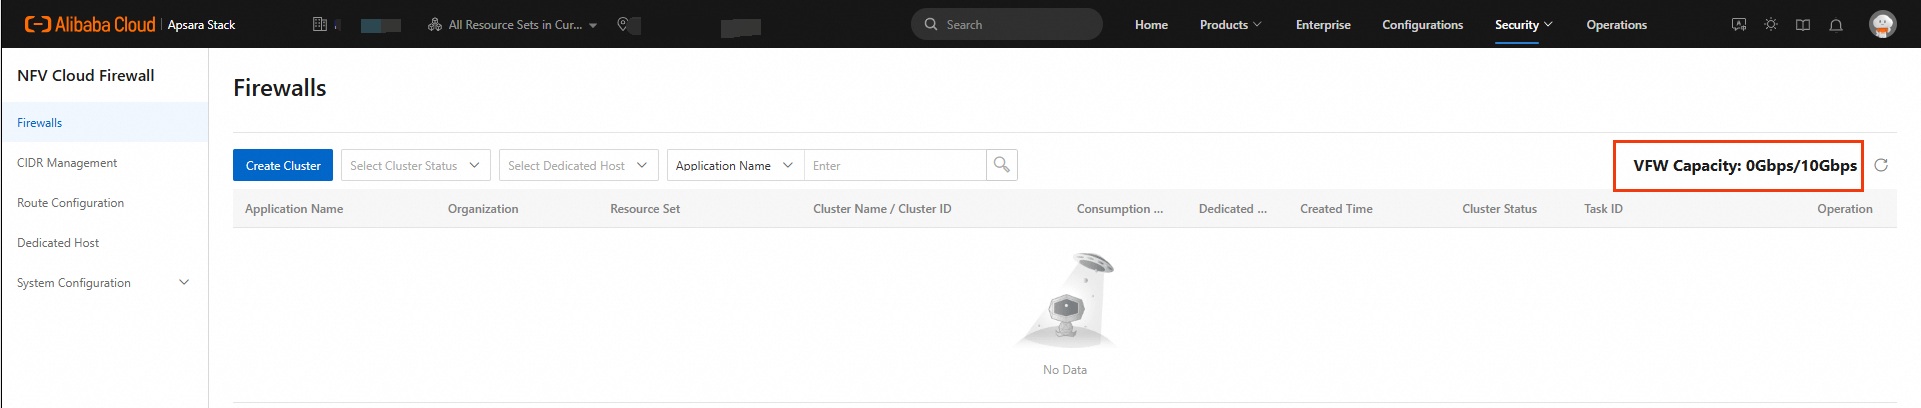 Alibaba Cloud | Apsara Stack All Resource Sets in Cur... Search Home Products Enterprise Configurations Security Operations
NFV Cloud Firewall
Firewalls
CIDR Management
Route Configuration
Dedicated Host
System Configuration
Firewalls
Create Cluster Select Cluster Status Select Dedicated Host Application Name Enter VFW Capacity: 0Gbps/10Gbps
Application Name Organization Resource Set Cluster Name / Cluster ID Consumption ... Dedicated ... Created Time Cluster Status Task ID Operation
No Data